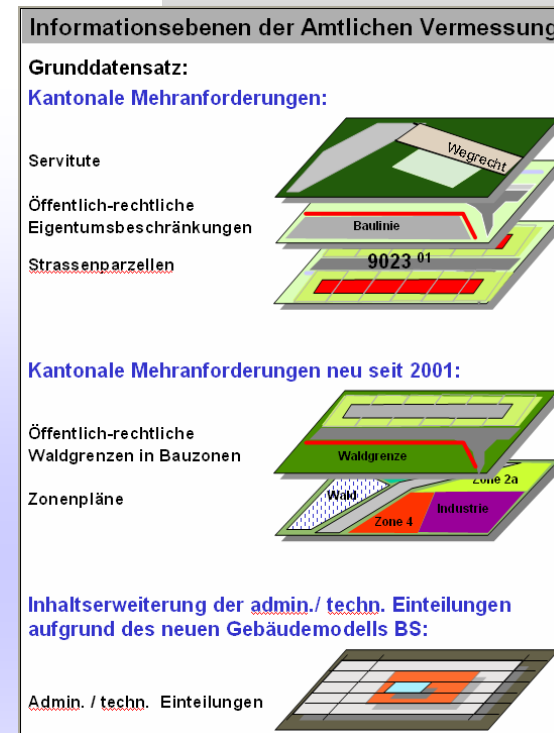 Informationsebenen der Amtlichen Vermessung
Grunddatensatz:
Kantonale Mehranforderungen:
Servitute
Wegrecht
Öffentlich-rechtliche
Eigentumsbeschränkungen
Baulinie
Strassenparzellen
9023 01
Kantonale Mehranforderungen neu seit 2001:
Öffentlich-rechtliche
Waldgrenzen in Bauzonen
Waldgrenze
Zonenpläne
Wald
Zone 2a
Zone 4
Industrie
Inhaltserweiterung der admin./ techn. Einteilungen
aufgrund des neuen Gebäudemodells BS:
Admin. / techn. Einteilungen